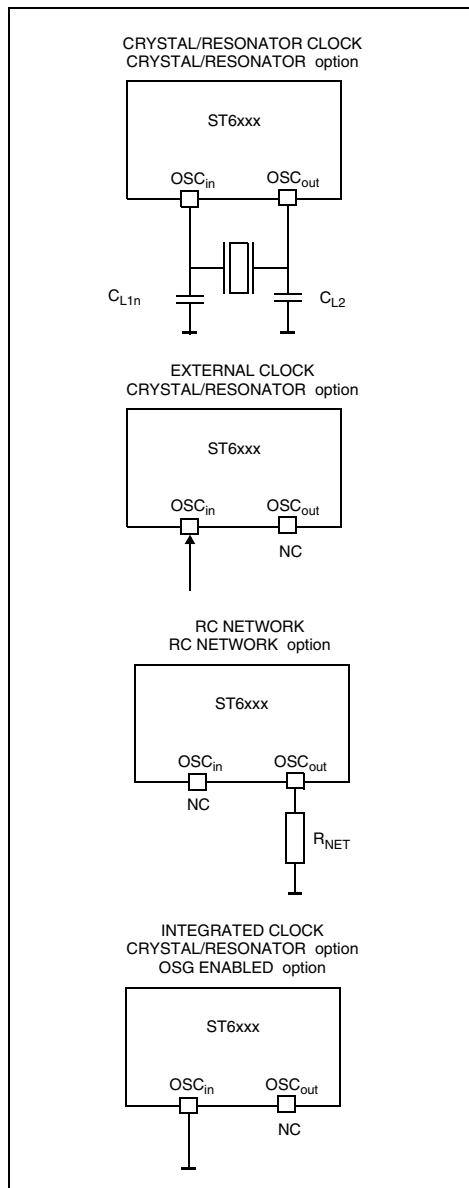 CRYSTAL/RESONATOR CLOCK
CRYSTAL/RESONATOR option
ST6xxx
OSCin OSCout
CL1n CL2
EXTERNAL CLOCK
CRYSTAL/RESONATOR option
ST6xxx
OSCin OSCout
NC
RC NETWORK
RC NETWORK option
ST6xxx
OSCin OSCout
NC
RNET
INTEGRATED CLOCK
CRYSTAL/RESONATOR option
OSG ENABLED option
ST6xxx
OSCin OSCout
NC